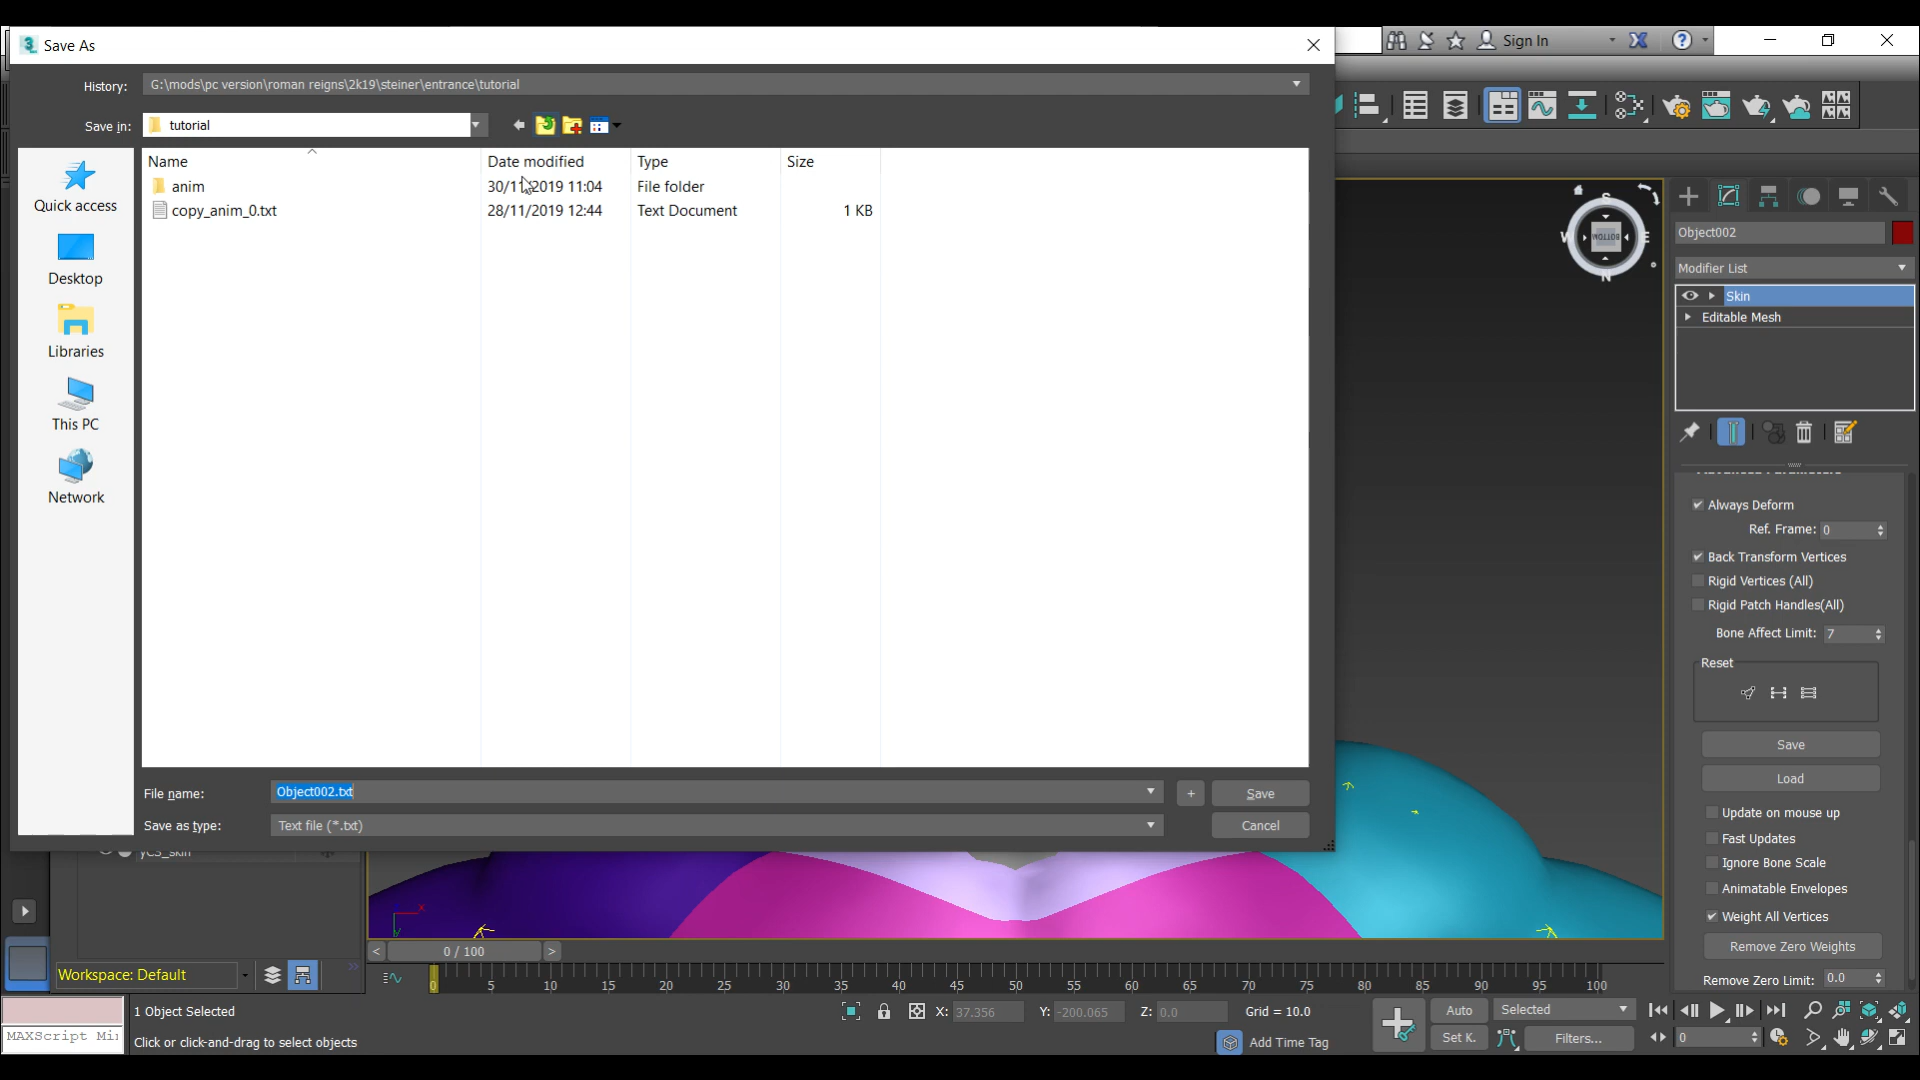 Save As
Sign In
History: G:\mods\pc version\roman reigns\2k19\steiner\entrance\tutorial
Save in: tutorial
Name Date modified Type Size
anim 30/11/2019 11:04 File folder
copy_anim_0.txt 28/11/2019 12:44 Text Document 1 KB
Quick access
Desktop
Libraries
This PC
Network
File name: Object002.txt + Save
Save as type: Text file (*.txt) Cancel
S
W BOTTOM E
N
Object002
Modifier List
Skin
Editable Mesh
Always Deform
Ref. Frame: 0
Back Transform Vertices
Rigid Vertices (All)
Rigid Patch Handles(All)
Bone Affect Limit: 7
Reset
Save
Load
Update on mouse up
Fast Updates
Ignore Bone Scale
Animatable Envelopes
Weight All Vertices
Remove Zero Weights
Remove Zero Limit: 0.0
x
y
< 0 / 100 >
Workspace: Default
0 5 10 15 20 25 30 35 40 45 50 55 60 65 70 75 80 85 90 95 100
1 Object Selected X: 37.356 Y: -200.065 Z: 0.0 Grid = 10.0 Auto Selected
MAXScript Mi
Click or click-and-drag to select objects Add Time Tag Set K. Filters... 0